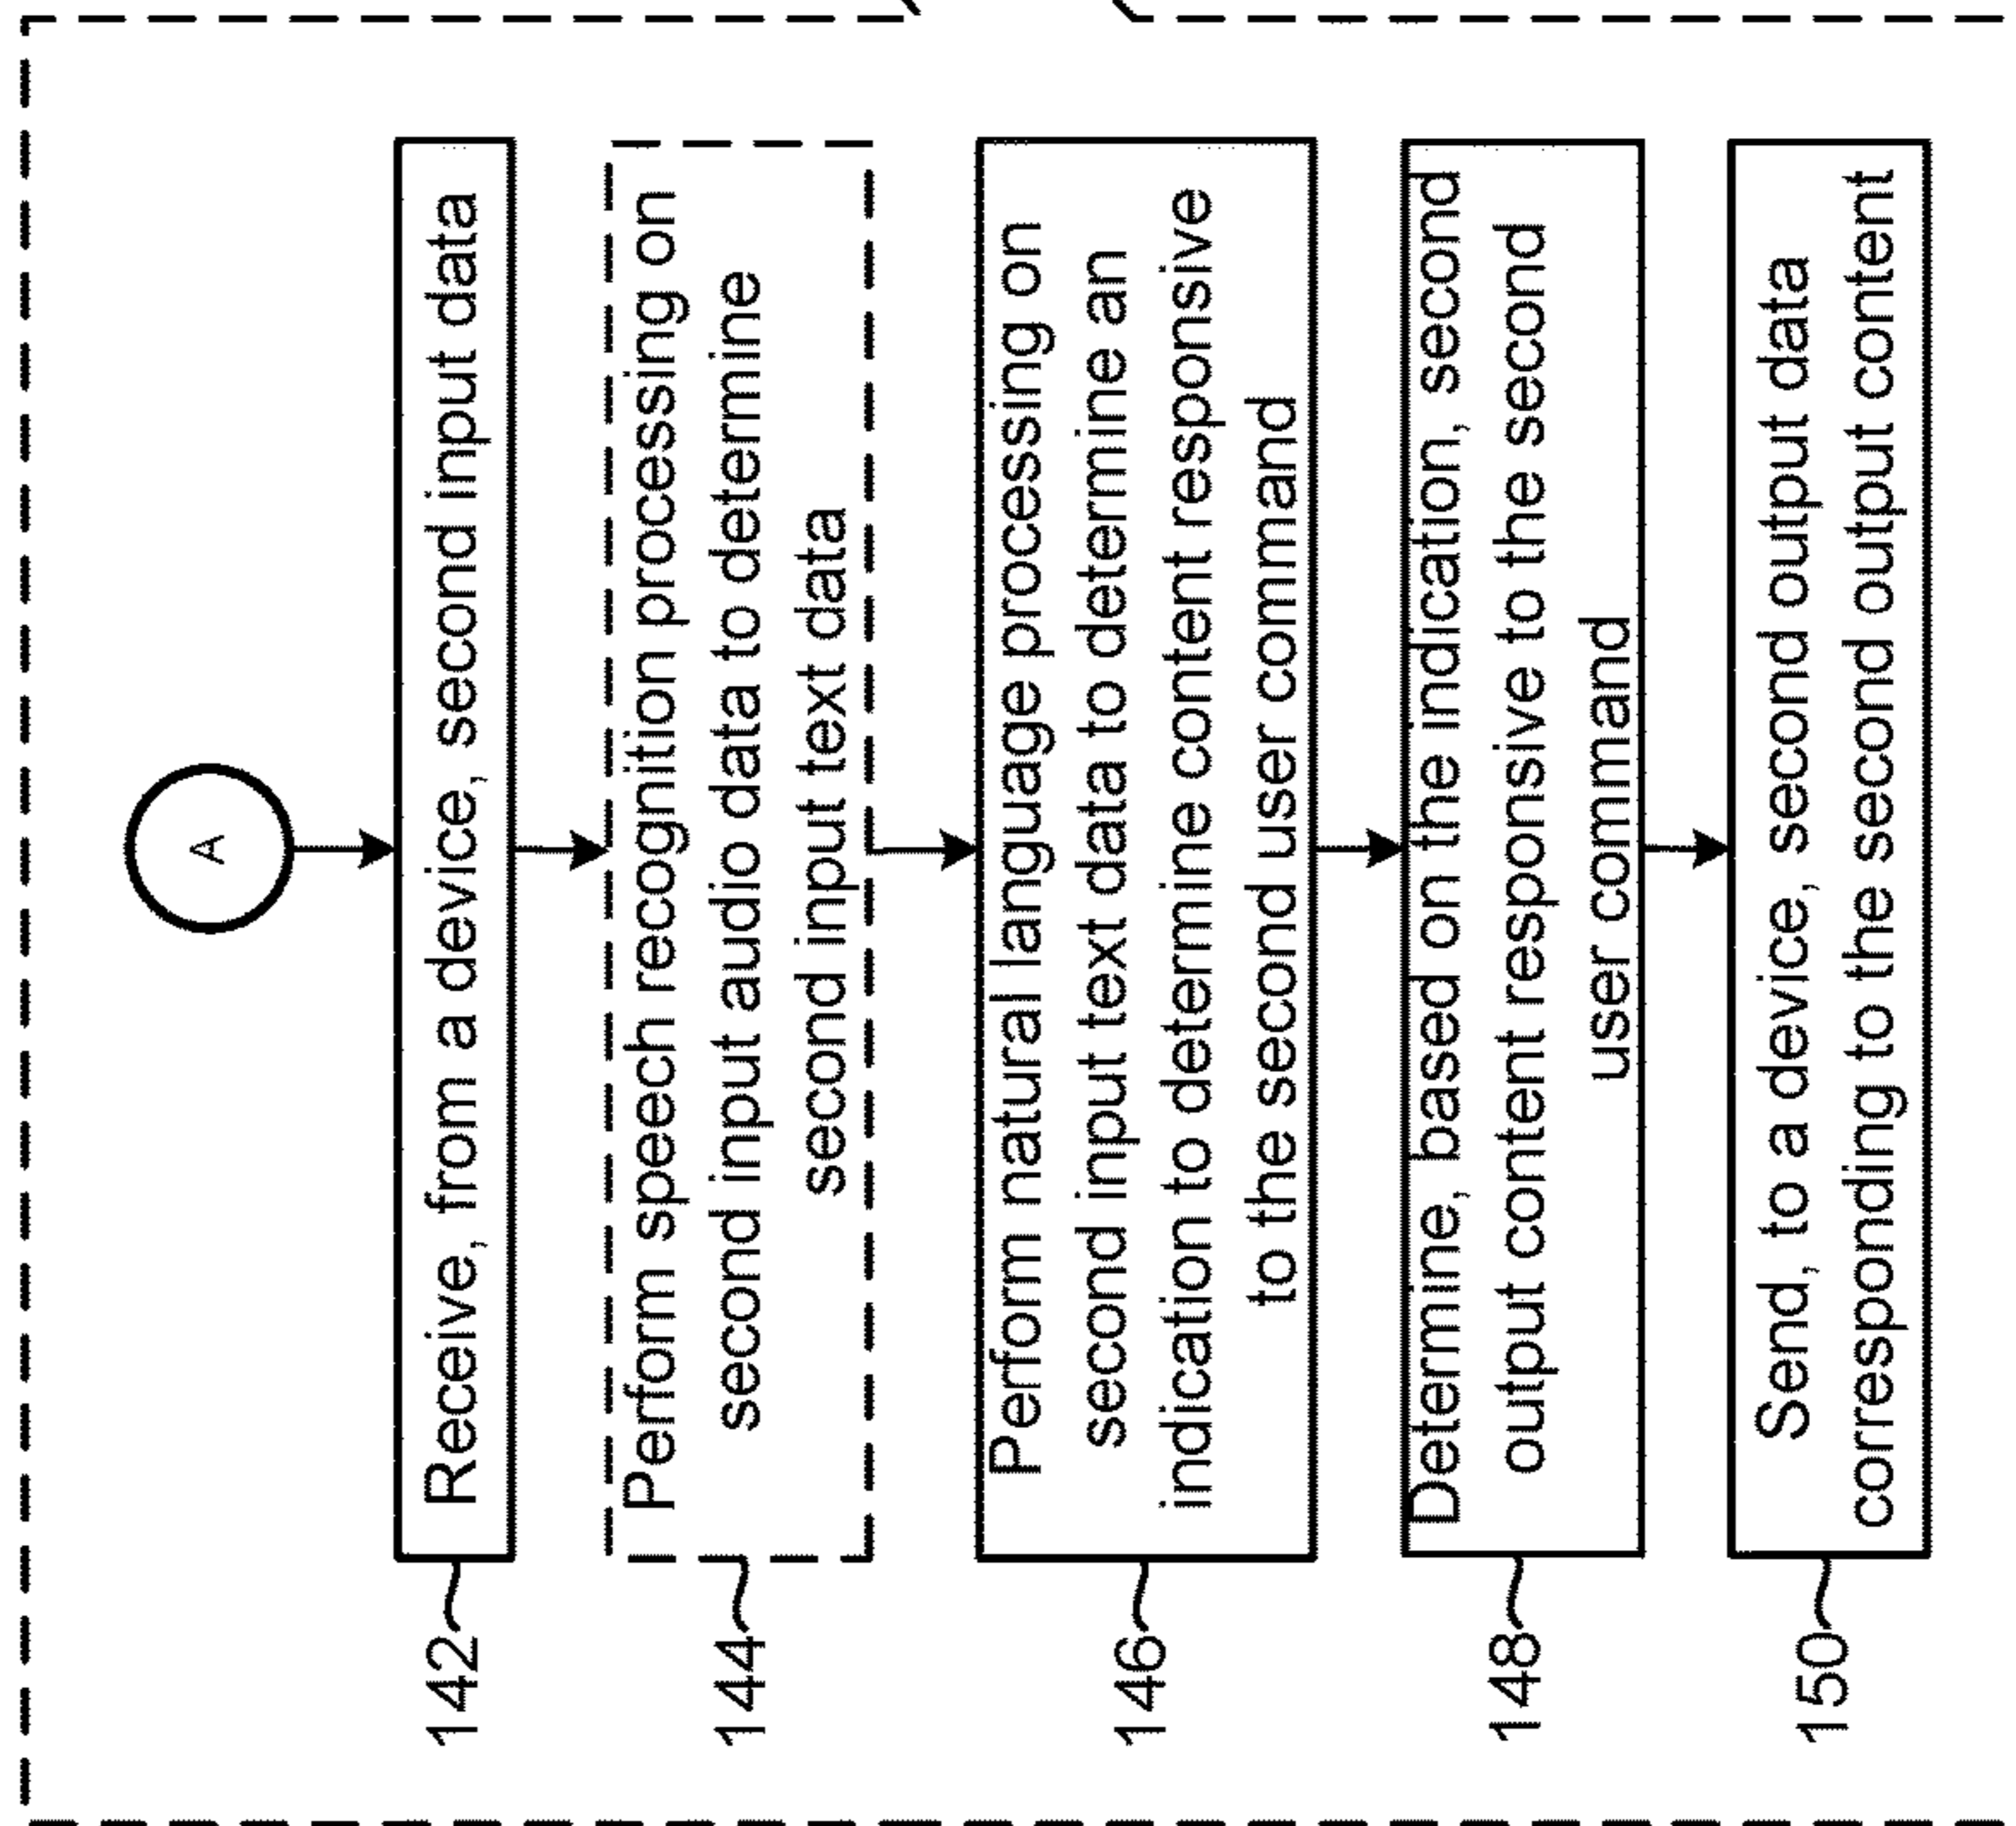 A
142
Receive, from a device, second input data
144
Perform speech recognition processing on
second input audio data to determine
second input text data
146
Perform natural language processing on
second input text data to determine an
indication to determine content responsive
to the second user command
148
Determine, based on the indication, second
output content responsive to the second
user command
150
Send, to a device, second output data
corresponding to the second output content